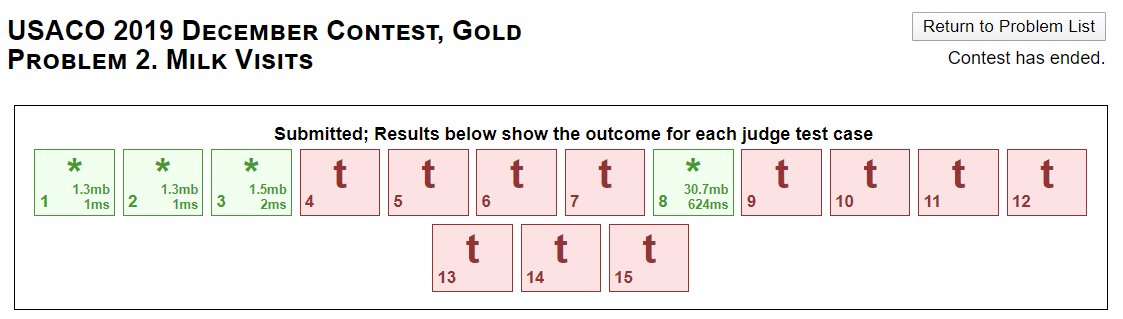 USACO 2019 December Contest, Gold
Problem 2. Milk Visits
Return to Problem List
Contest has ended.
Submitted; Results below show the outcome for each judge test case
* 1.3mb 1ms 1
* 1.3mb 1ms 2
* 1.5mb 2ms 3
t 4
t 5
t 6
t 7
* 30.7mb 624ms 8
t 9
t 10
t 11
t 12
t 13
t 14
t 15